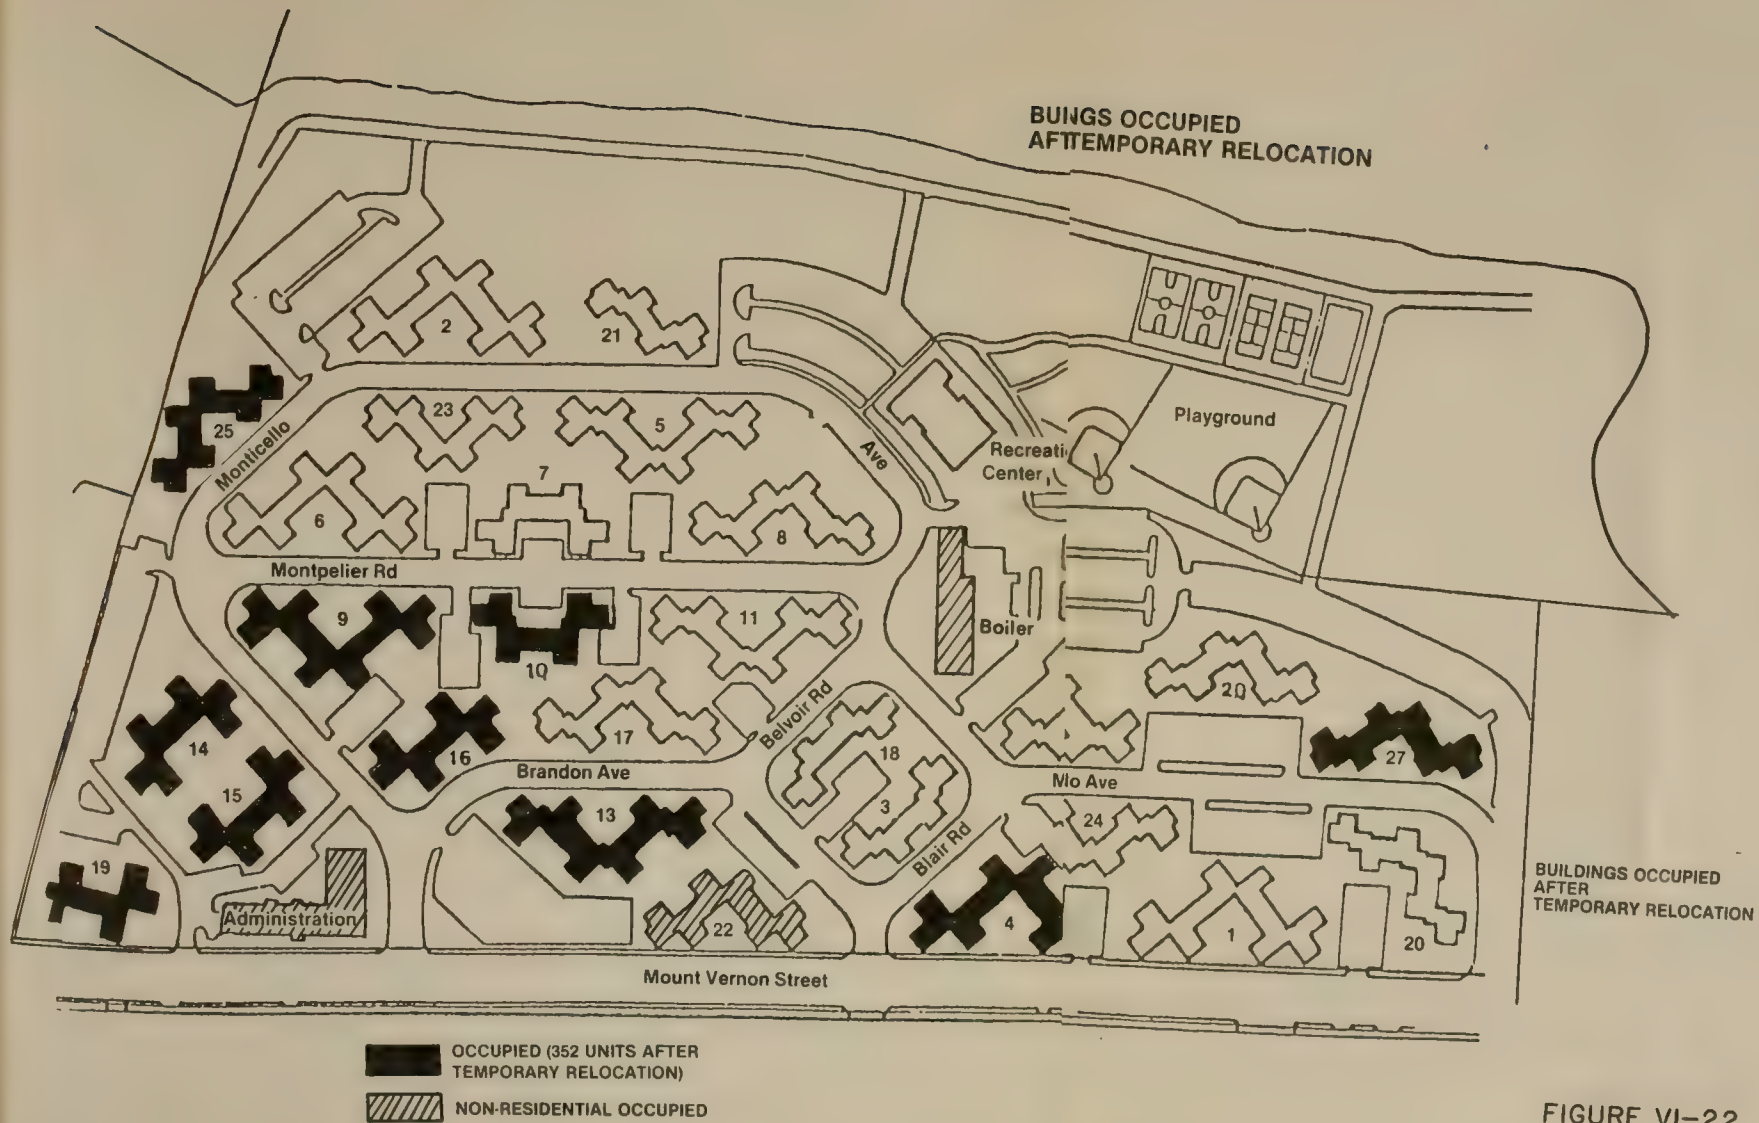 BUINGS OCCUPIED
AFTTEMPORARY RELOCATION
2
21
25
Monticello
23
5
Ave
Playground
Recreati
Center
6
7
8
Montpelier Rd
9
10
11
Boiler
20
14
15
16
17
Belvoir Rd
18
3
27
Brandon Ave
Mo Ave
13
24
Blair Rd
19
Administration
22
4
1
20
BUILDINGS OCCUPIED
AFTER
TEMPORARY RELOCATION
Mount Vernon Street
OCCUPIED (352 UNITS AFTER
TEMPORARY RELOCATION)
NON-RESIDENTIAL OCCUPIED
FIGURE VI-22